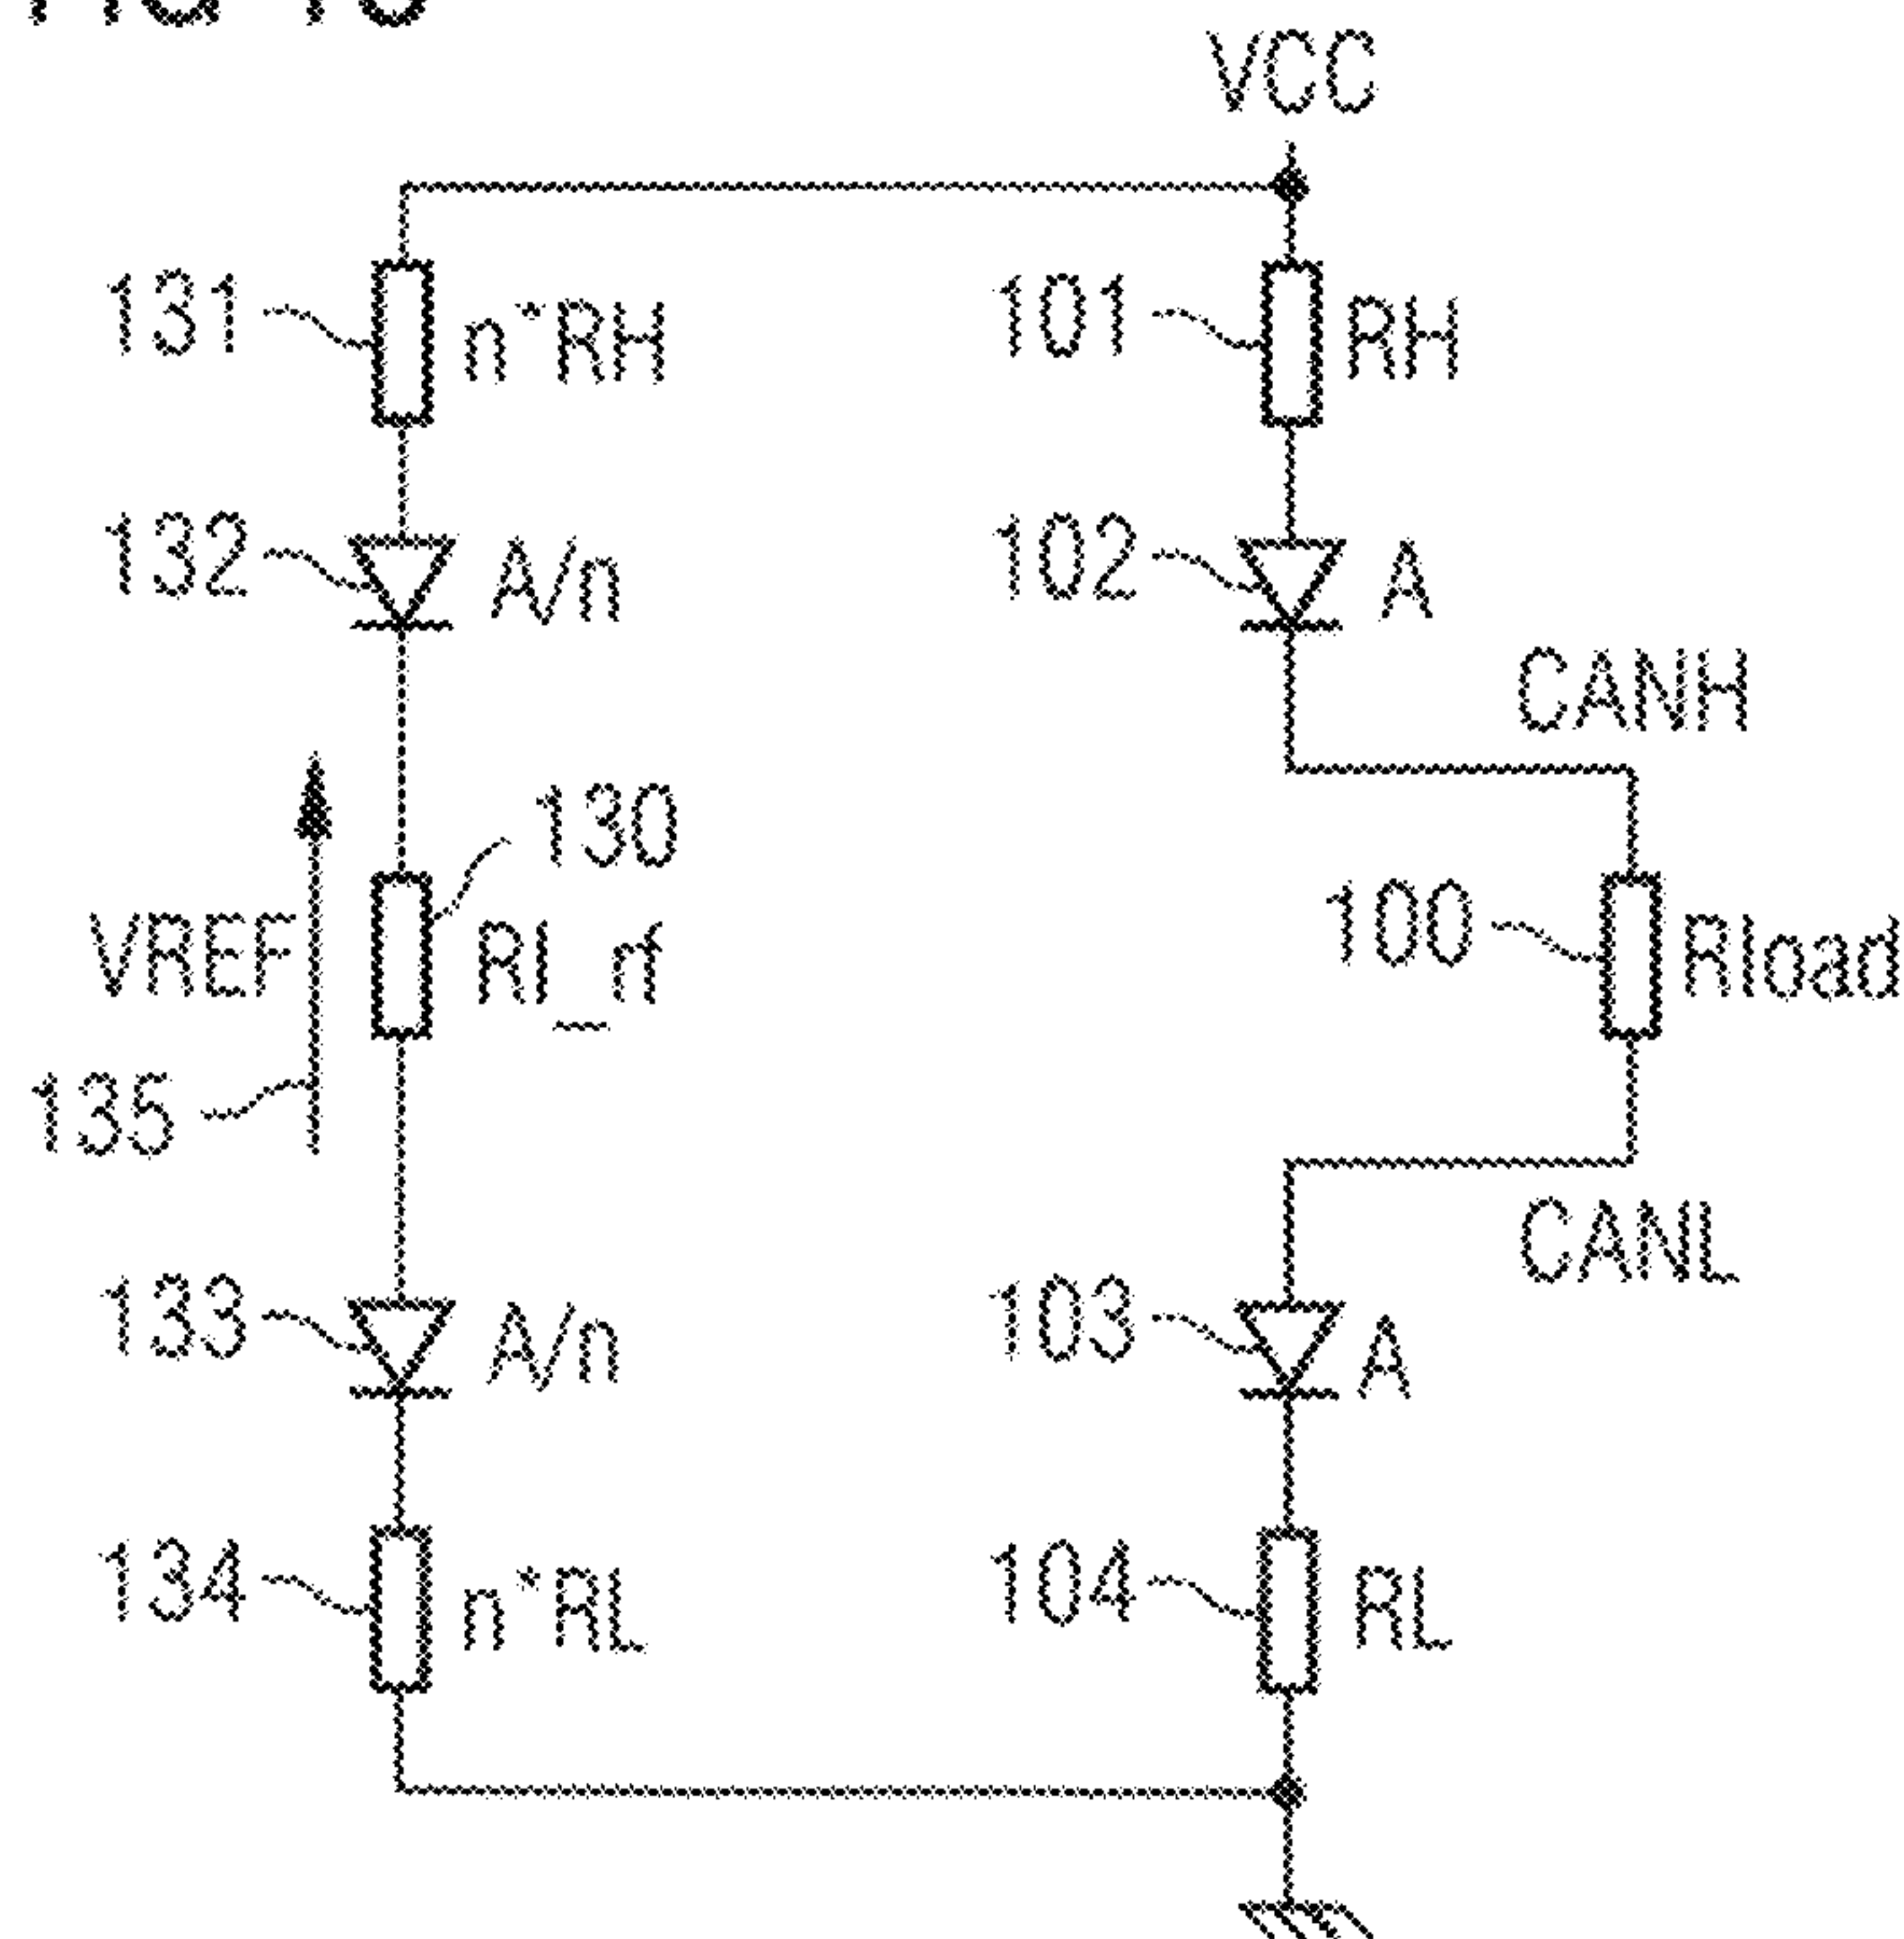 VCC
131
n*RH
101
RH
132
A/n
102
A
CANH
130
VREF
Rl_rf
100
Rload
135
CANL
133
A/n
103
A
134
n*RL
104
RL